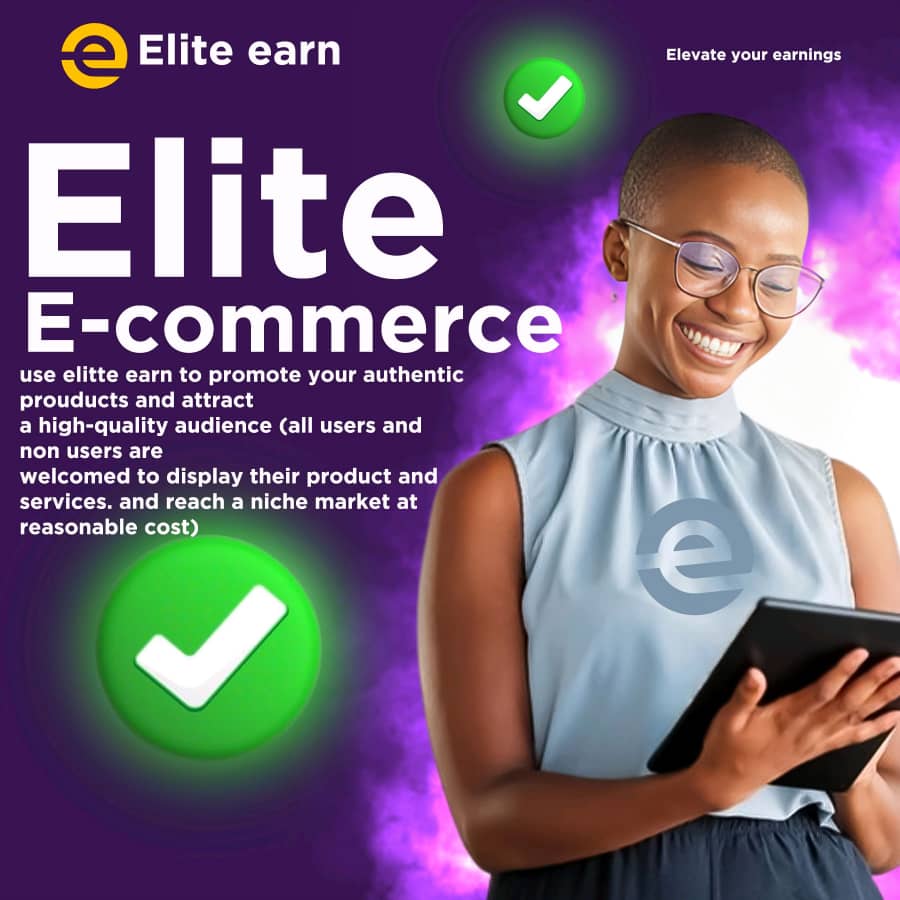 Elite earn
Elevate your earnings
Elite
E-commerce
use elitte earn to promote your authentic
prouducts and attract
a high-quality audience (all users and
non users are
welcomed to display their product and
services. and reach a niche market at
reasonable cost)